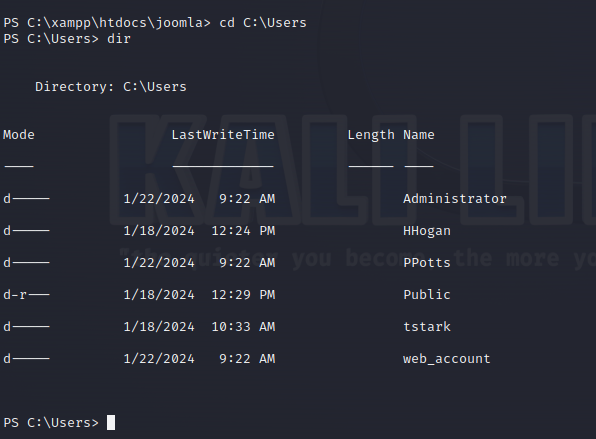 PS C:\xampp\htdocs\joomla> cd C:\Users
PS C:\Users> dir
Directory: C:\Users
Mode LastWriteTime Length Name
---- ------------- ------ ----
d----- 1/22/2024 9:22 AM Administrator
d----- 1/18/2024 12:24 PM HHogan
d----- 1/22/2024 9:22 AM PPotts
d-r--- 1/18/2024 12:29 PM Public
d----- 1/18/2024 10:33 AM tstark
d----- 1/22/2024 9:22 AM web_account
PS C:\Users>
KALI LI
"the quieter you become, the more yo